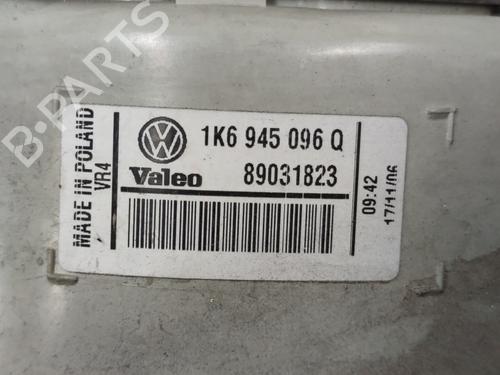 B-PARTS
MADE IN POLAND
VR4
1K6 945 096 Q
Valeo
89031823
09:42
17/11/06